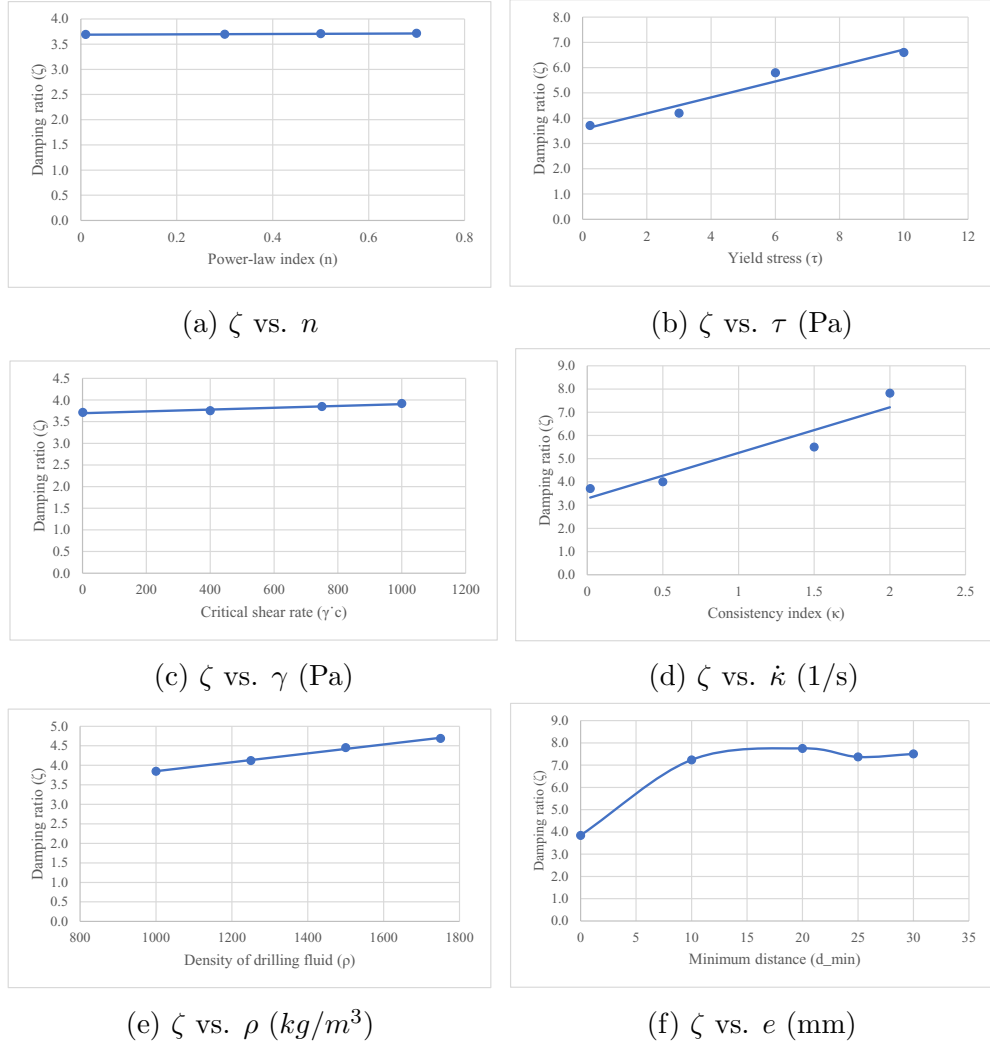 Damping ratio (ζ)
4.0
3.5
3.0
2.5
2.0
1.5
1.0
0.5
0.0
0 0.2 0.4 0.6 0.8
Power-law index (n)
(a) ζ vs. n
Damping ratio (ζ)
8.0
7.0
6.0
5.0
4.0
3.0
2.0
1.0
0.0
0 2 4 6 8 10 12
Yield stress (τ)
(b) ζ vs. τ (Pa)
Damping ratio (ζ)
4.5
4.0
3.5
3.0
2.5
2.0
1.5
1.0
0.5
0.0
0 200 400 600 800 1000 1200
Critical shear rate (γ˙c)
(c) ζ vs. γ (Pa)
Damping ratio (ζ)
9.0
8.0
7.0
6.0
5.0
4.0
3.0
2.0
1.0
0.0
0 0.5 1 1.5 2 2.5
Consistency index (κ)
(d) ζ vs. κ̇ (1/s)
Damping ratio (ζ)
5.0
4.5
4.0
3.5
3.0
2.5
2.0
1.5
1.0
0.5
0.0
800 1000 1200 1400 1600 1800
Density of drilling fluid (ρ)
(e) ζ vs. ρ (kg/m³)
Damping ratio (ζ)
9.0
8.0
7.0
6.0
5.0
4.0
3.0
2.0
1.0
0.0
0 5 10 15 20 25 30 35
Minimum distance (d_min)
(f) ζ vs. e (mm)